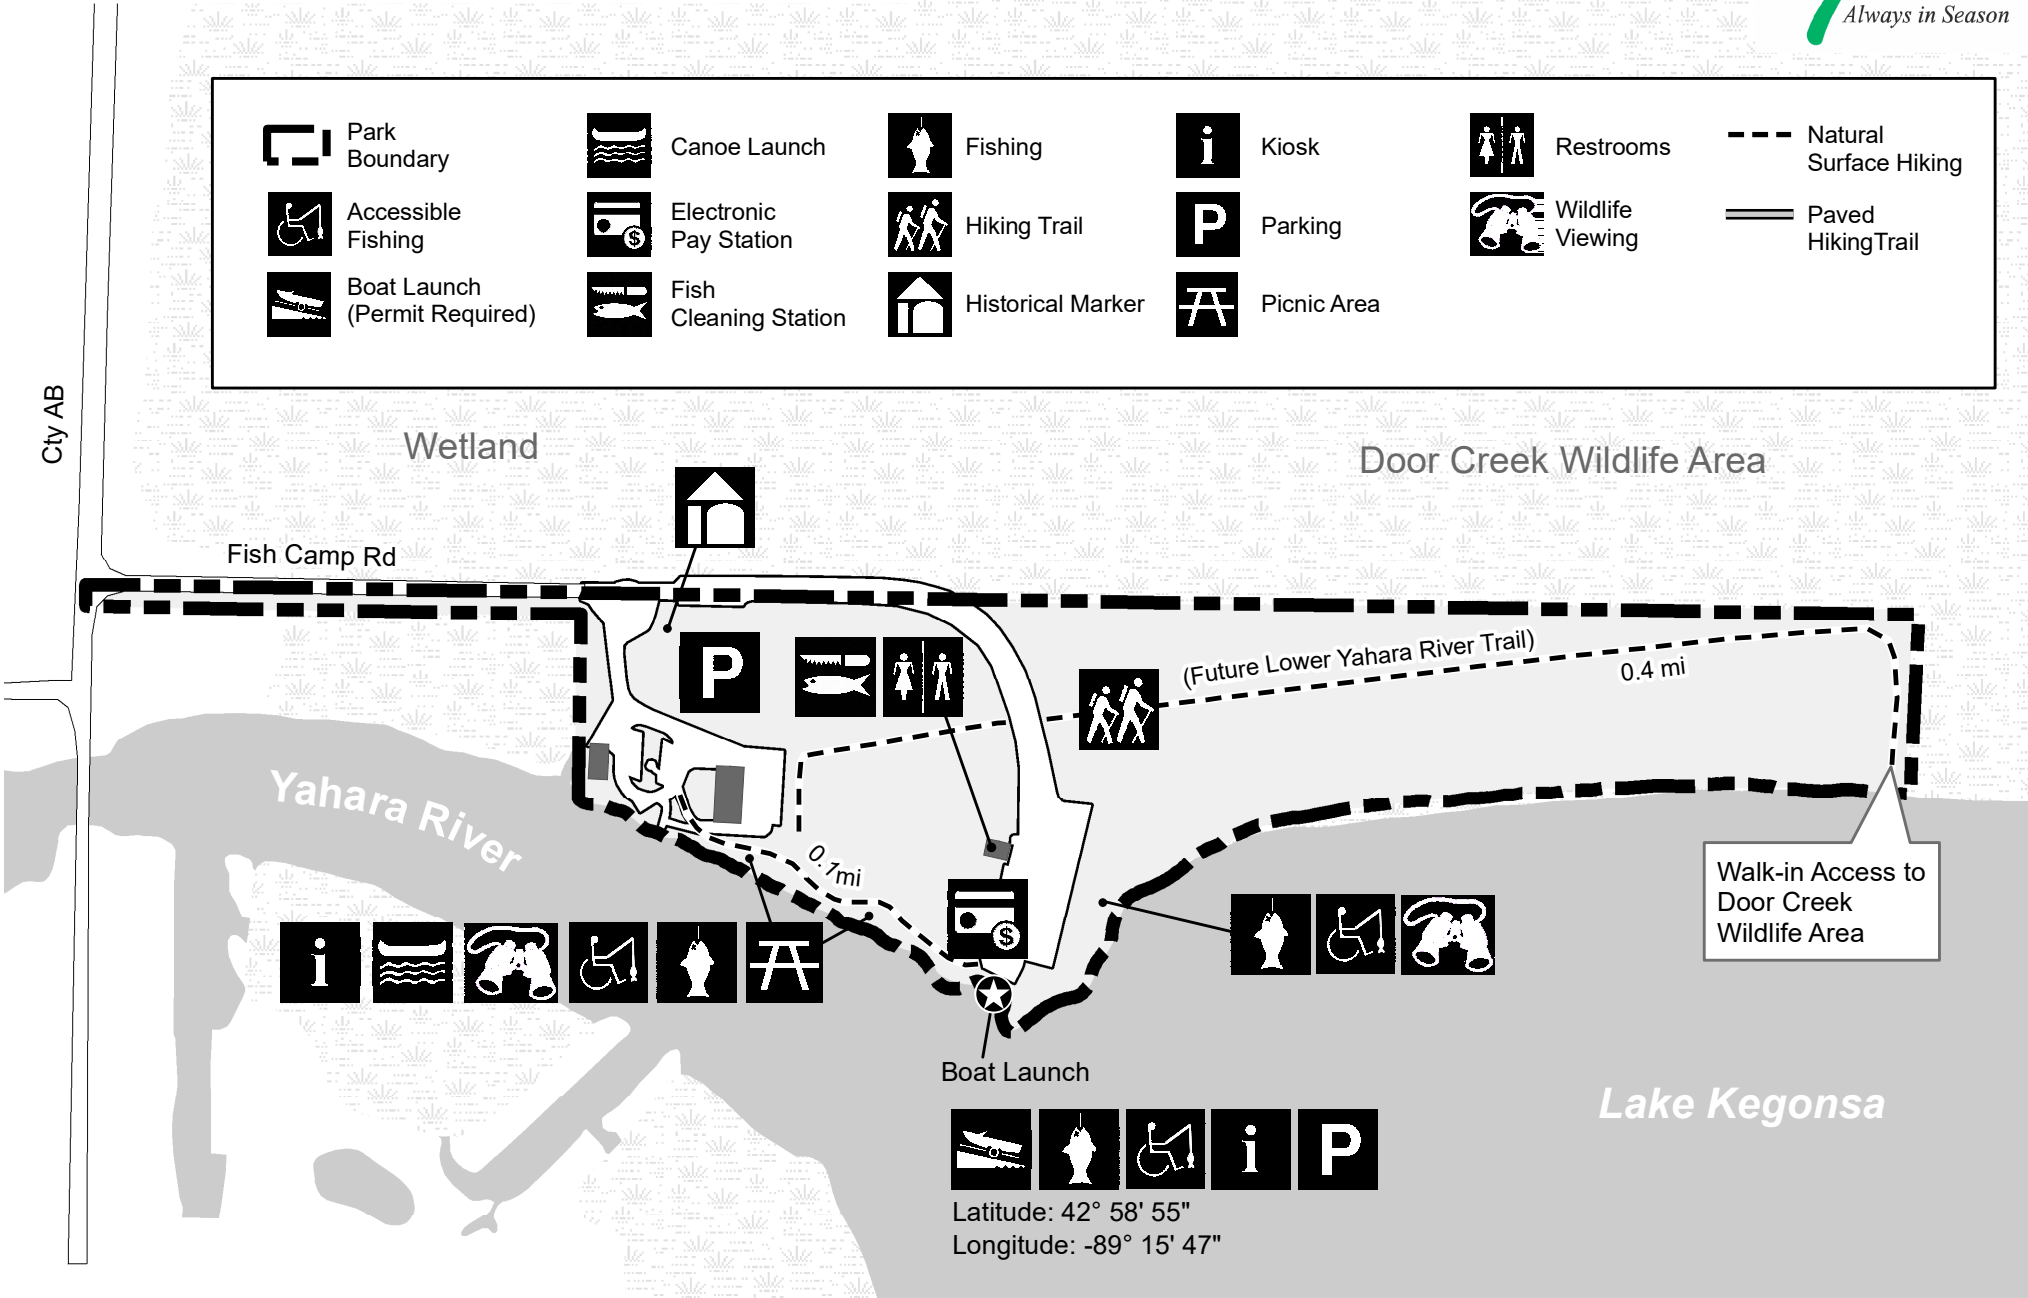 Always in Season
Park
Boundary
Canoe Launch
Fishing
i
Kiosk
Restrooms
Natural
Surface Hiking
Accessible
Fishing
$
Electronic
Pay Station
Hiking Trail
P
Parking
Wildlife
Viewing
Paved
HikingTrail
Boat Launch
(Permit Required)
Fish
Cleaning Station
Historical Marker
Picnic Area
Cty AB
Wetland
Door Creek Wildlife Area
Fish Camp Rd
P
(Future Lower Yahara River Trail)
0.4 mi
Yahara River
0.1mi
$
Walk-in Access to
Door Creek
Wildlife Area
i
Boat Launch
Lake Kegonsa
i P
Latitude: 42° 58' 55"
Longitude: -89° 15' 47"